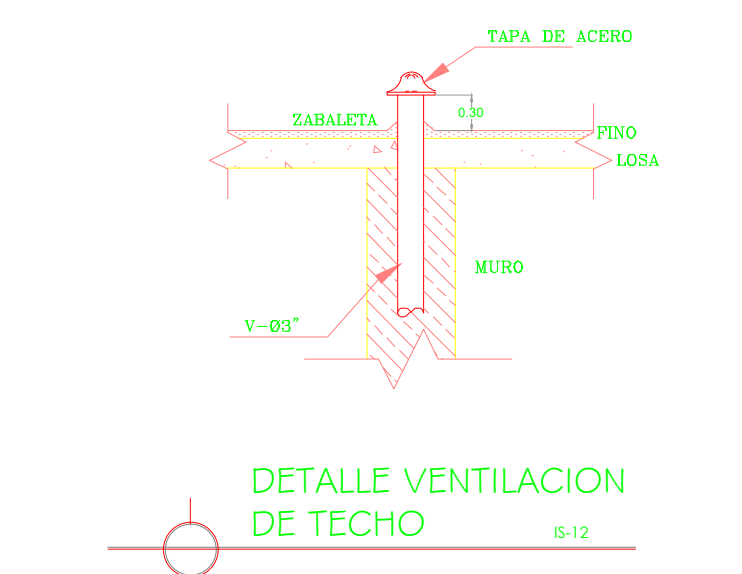 TAPA DE ACERO
0.30
ZABALETA
FINO
LOSA
MURO
V-Ø3"
DETALLE VENTILACION
DE TECHO
IS-12